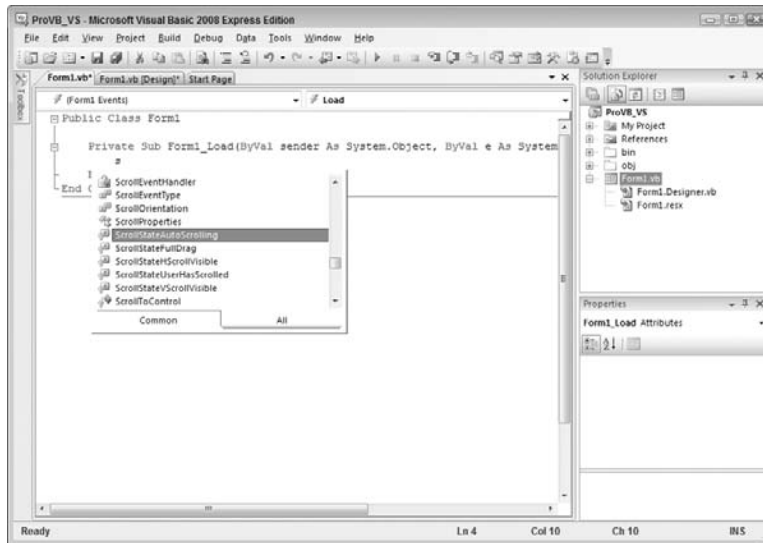 ProVB_VS - Microsoft Visual Basic 2008 Express Edition
File Edit View Project Build Debug Data Tools Window Help
Form1.vb* Form1.vb [Design]* Start Page
Toolbox
(Form1 Events) Load
Public Class Form1
Private Sub Form1_Load(ByVal sender As System.Object, ByVal e As System
s
End C
ScrollEventHandler
ScrollEventType
ScrollOrientation
ScrollProperties
ScrollStateAutoScrolling
ScrollStateFullDrag
ScrollStateHScrollVisible
ScrollStateUserHasScrolled
ScrollStateVScrollVisible
ScrollToControl
Common All
Solution Explorer
ProVB_VS
My Project
References
bin
obj
Form1.vb
Form1.Designer.vb
Form1.resx
Properties
Form1_Load Attributes
Ready Ln 4 Col 10 Ch 10 INS